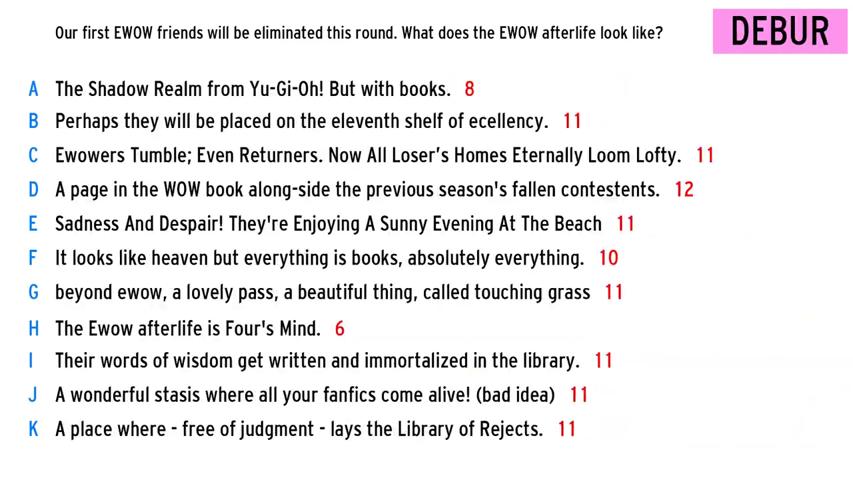 Our first EWOW friends will be eliminated this round. What does the EWOW afterlife look like?
DEBUR
A The Shadow Realm from Yu-Gi-Oh! But with books. 8
B Perhaps they will be placed on the eleventh shelf of ecellency. 11
C Ewowers Tumble; Even Returners. Now All Loser's Homes Eternally Loom Lofty. 11
D A page in the WOW book along-side the previous season's fallen contestents. 12
E Sadness And Despair! They're Enjoying A Sunny Evening At The Beach 11
F It looks like heaven but everything is books, absolutely everything. 10
G beyond ewow, a lovely pass, a beautiful thing, called touching grass 11
H The Ewow afterlife is Four's Mind. 6
I Their words of wisdom get written and immortalized in the library. 11
J A wonderful stasis where all your fanfics come alive! (bad idea) 11
K A place where - free of judgment - lays the Library of Rejects. 11